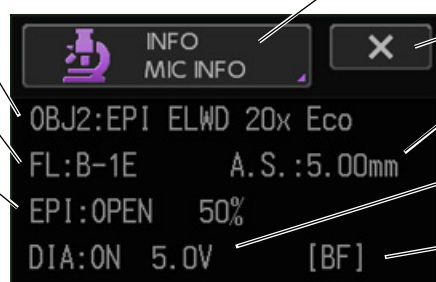 INFO
MIC INFO
OBJ2:EPI ELWD 20x Eco
FL:B-1E A.S.:5.00mm
EPI:OPEN 50%
DIA:ON 5.0V [BF]